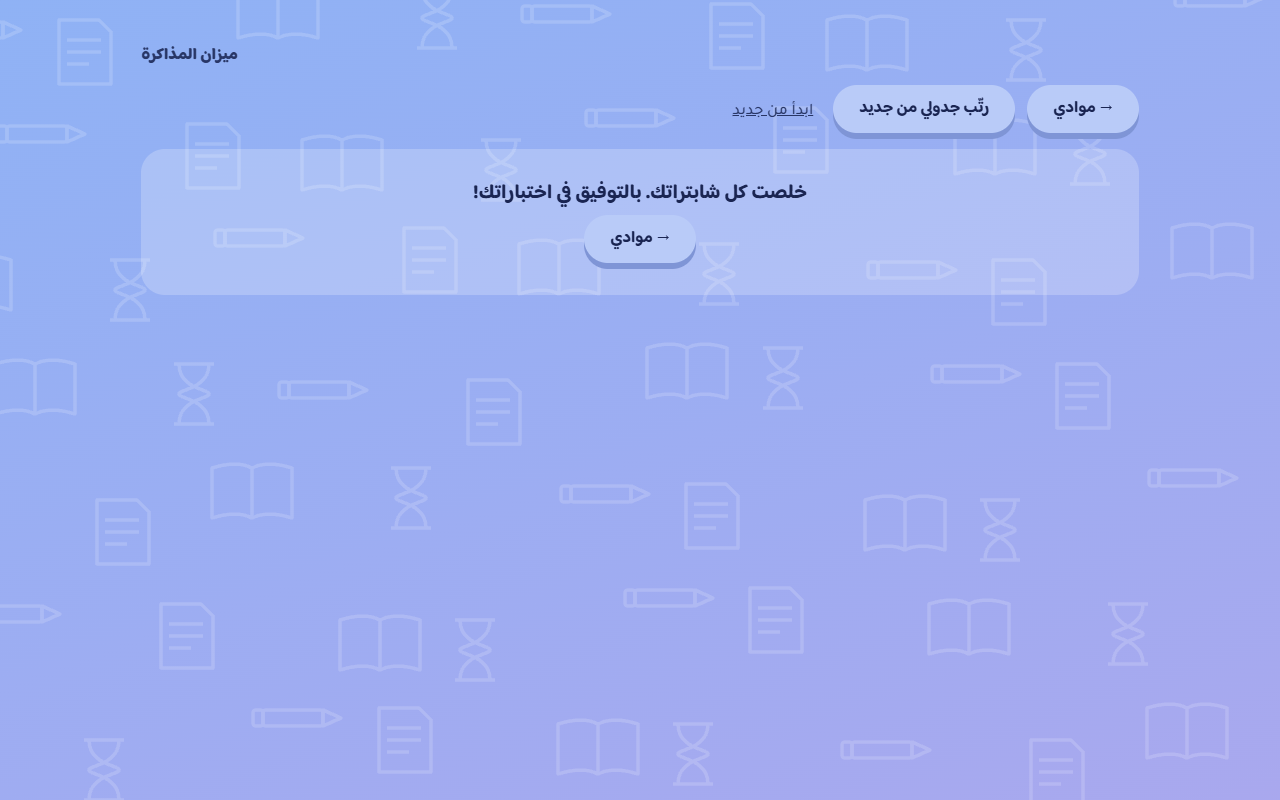 ميزان المذاكرة
→ موادي
رتّب جدولي من جديد
ابدأ من جديد
خلصت كل شابتراتك. بالتوفيق في اختباراتك!
→ موادي